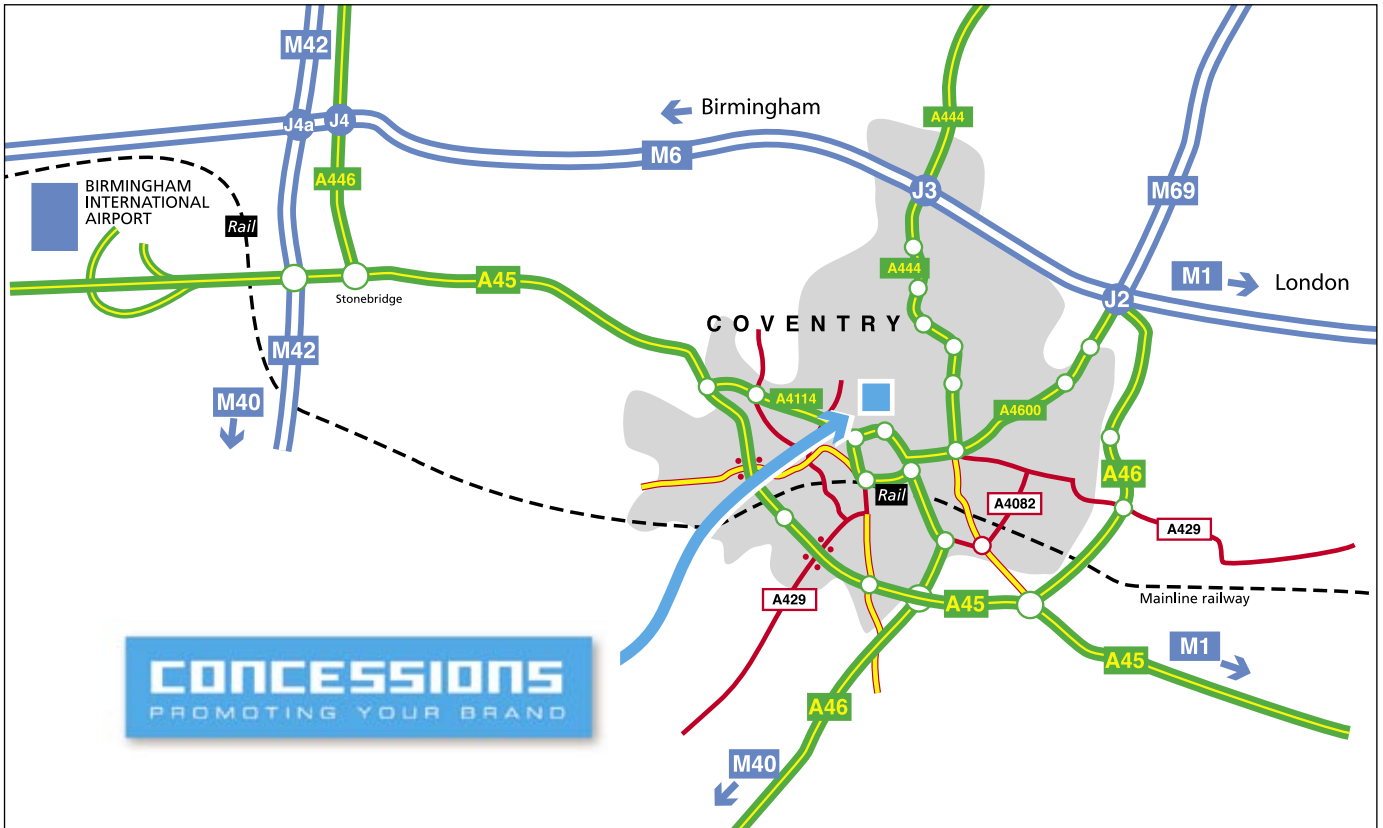 M42
A444
Birmingham
J4a
J4
M6
A446
BIRMINGHAM
INTERNATIONAL
AIRPORT
Rail
J3
M69
A444
M1
London
A45
Stonebridge
J2
COVENTRY
M42
M40
A4114
A4600
A46
Rail
A4082
A429
A429
A45
Mainline railway
M1
A45
CONCESSIONS
PROMOTING YOUR BRAND
A46
M40